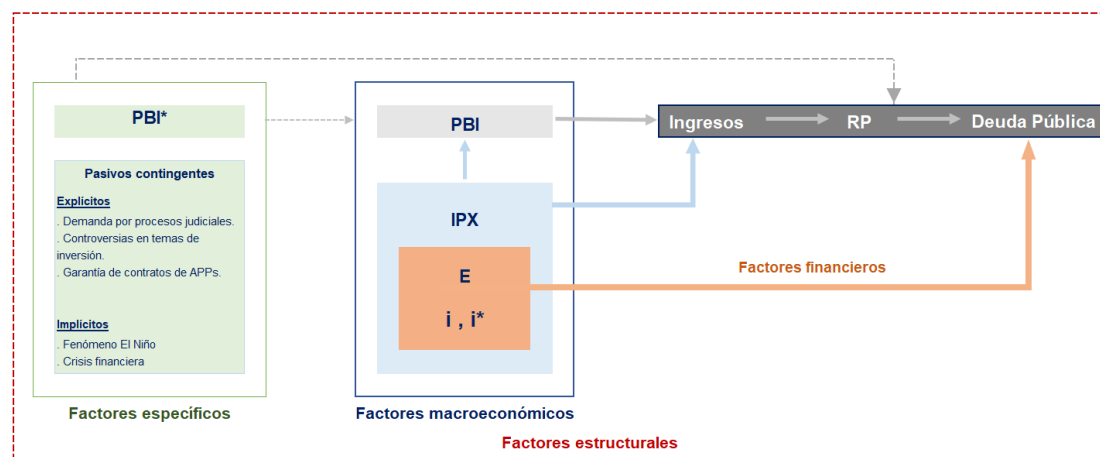 PBI*
Pasivos contingentes
Explícitos
. Demanda por procesos judiciales.
. Controversias en temas de
inversión.
. Garantía de contratos de APPs.
Implícitos
. Fenómeno El Niño
. Crisis financiera
Factores específicos
PBI
IPX
E
i , i*
Factores macroeconómicos
Ingresos
RP
Deuda Pública
Factores financieros
Factores estructurales